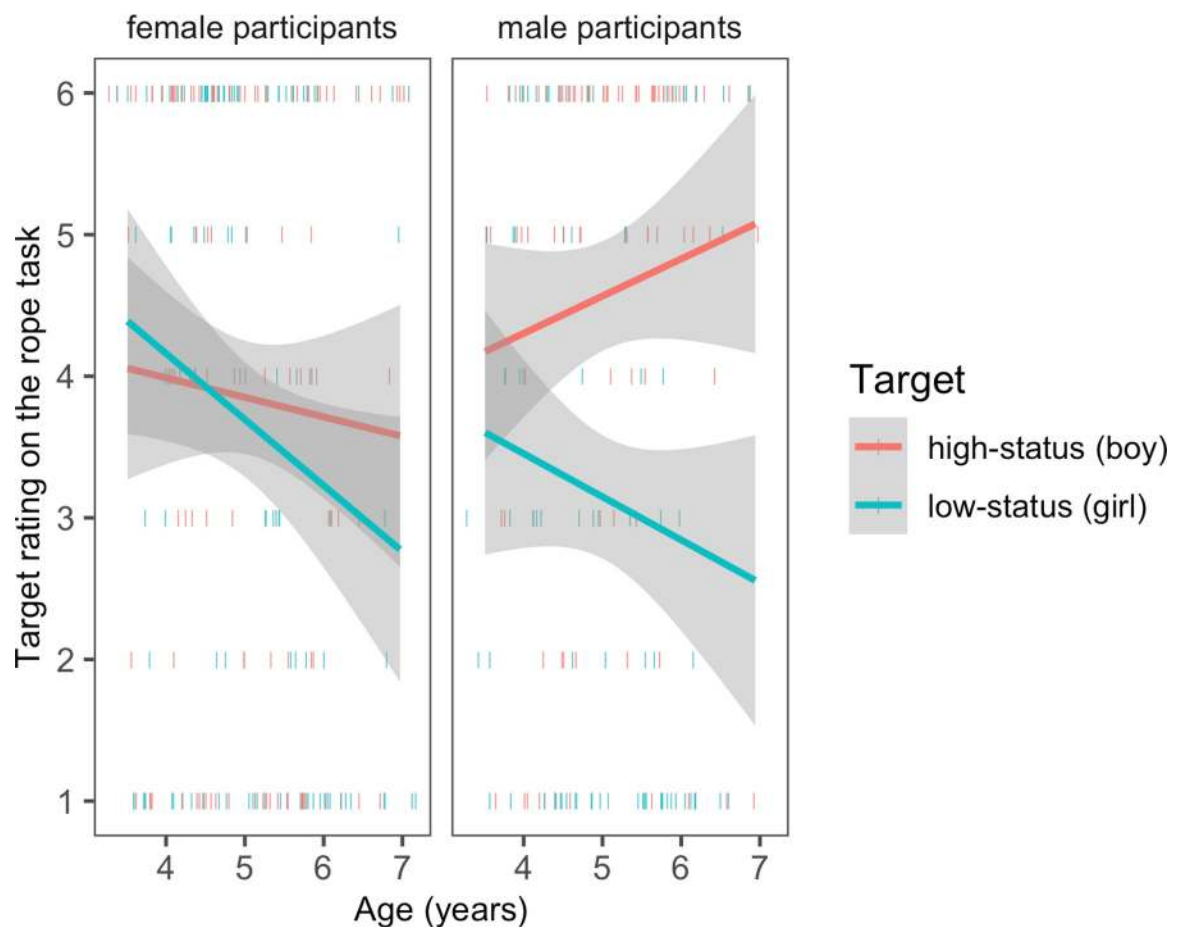 female participants
male participants
Target rating on the rope task
6
5
4
3
2
1
4 5 6 7
4 5 6 7
Age (years)
Target
high-status (boy)
low-status (girl)